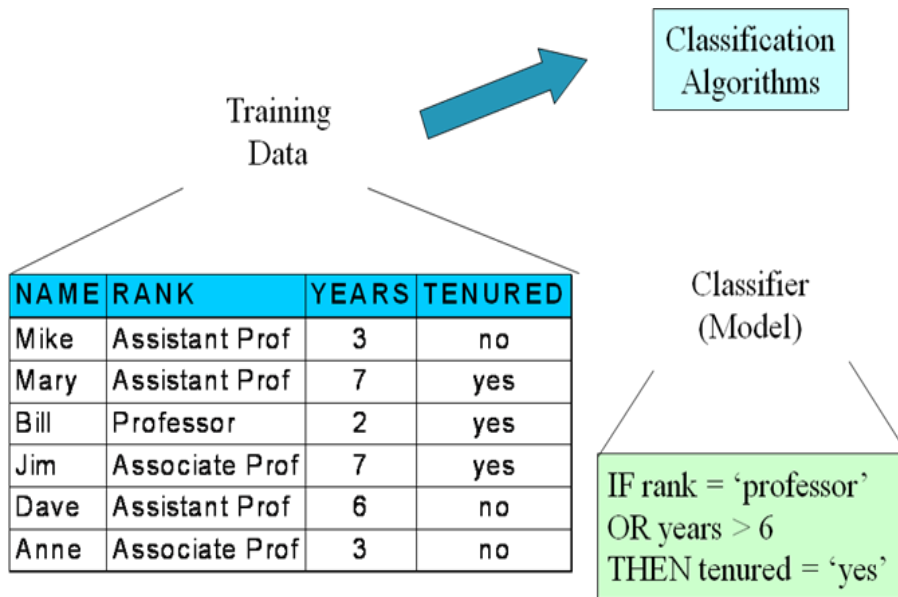 Classification
Algorithms
Training
Data
NAME RANK YEARS TENURED
Mike Assistant Prof 3 no
Mary Assistant Prof 7 yes
Bill Professor 2 yes
Jim Associate Prof 7 yes
Dave Assistant Prof 6 no
Anne Associate Prof 3 no
Classifier
(Model)
IF rank = ‘professor’
OR years > 6
THEN tenured = ‘yes’